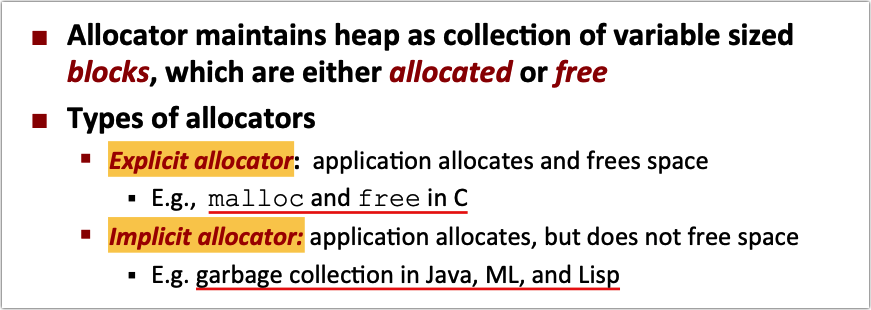 Allocator maintains heap as collection of variable sized
blocks, which are either allocated or free
Types of allocators
Explicit allocator: application allocates and frees space
E.g., malloc and free in C
Implicit allocator: application allocates, but does not free space
E.g. garbage collection in Java, ML, and Lisp